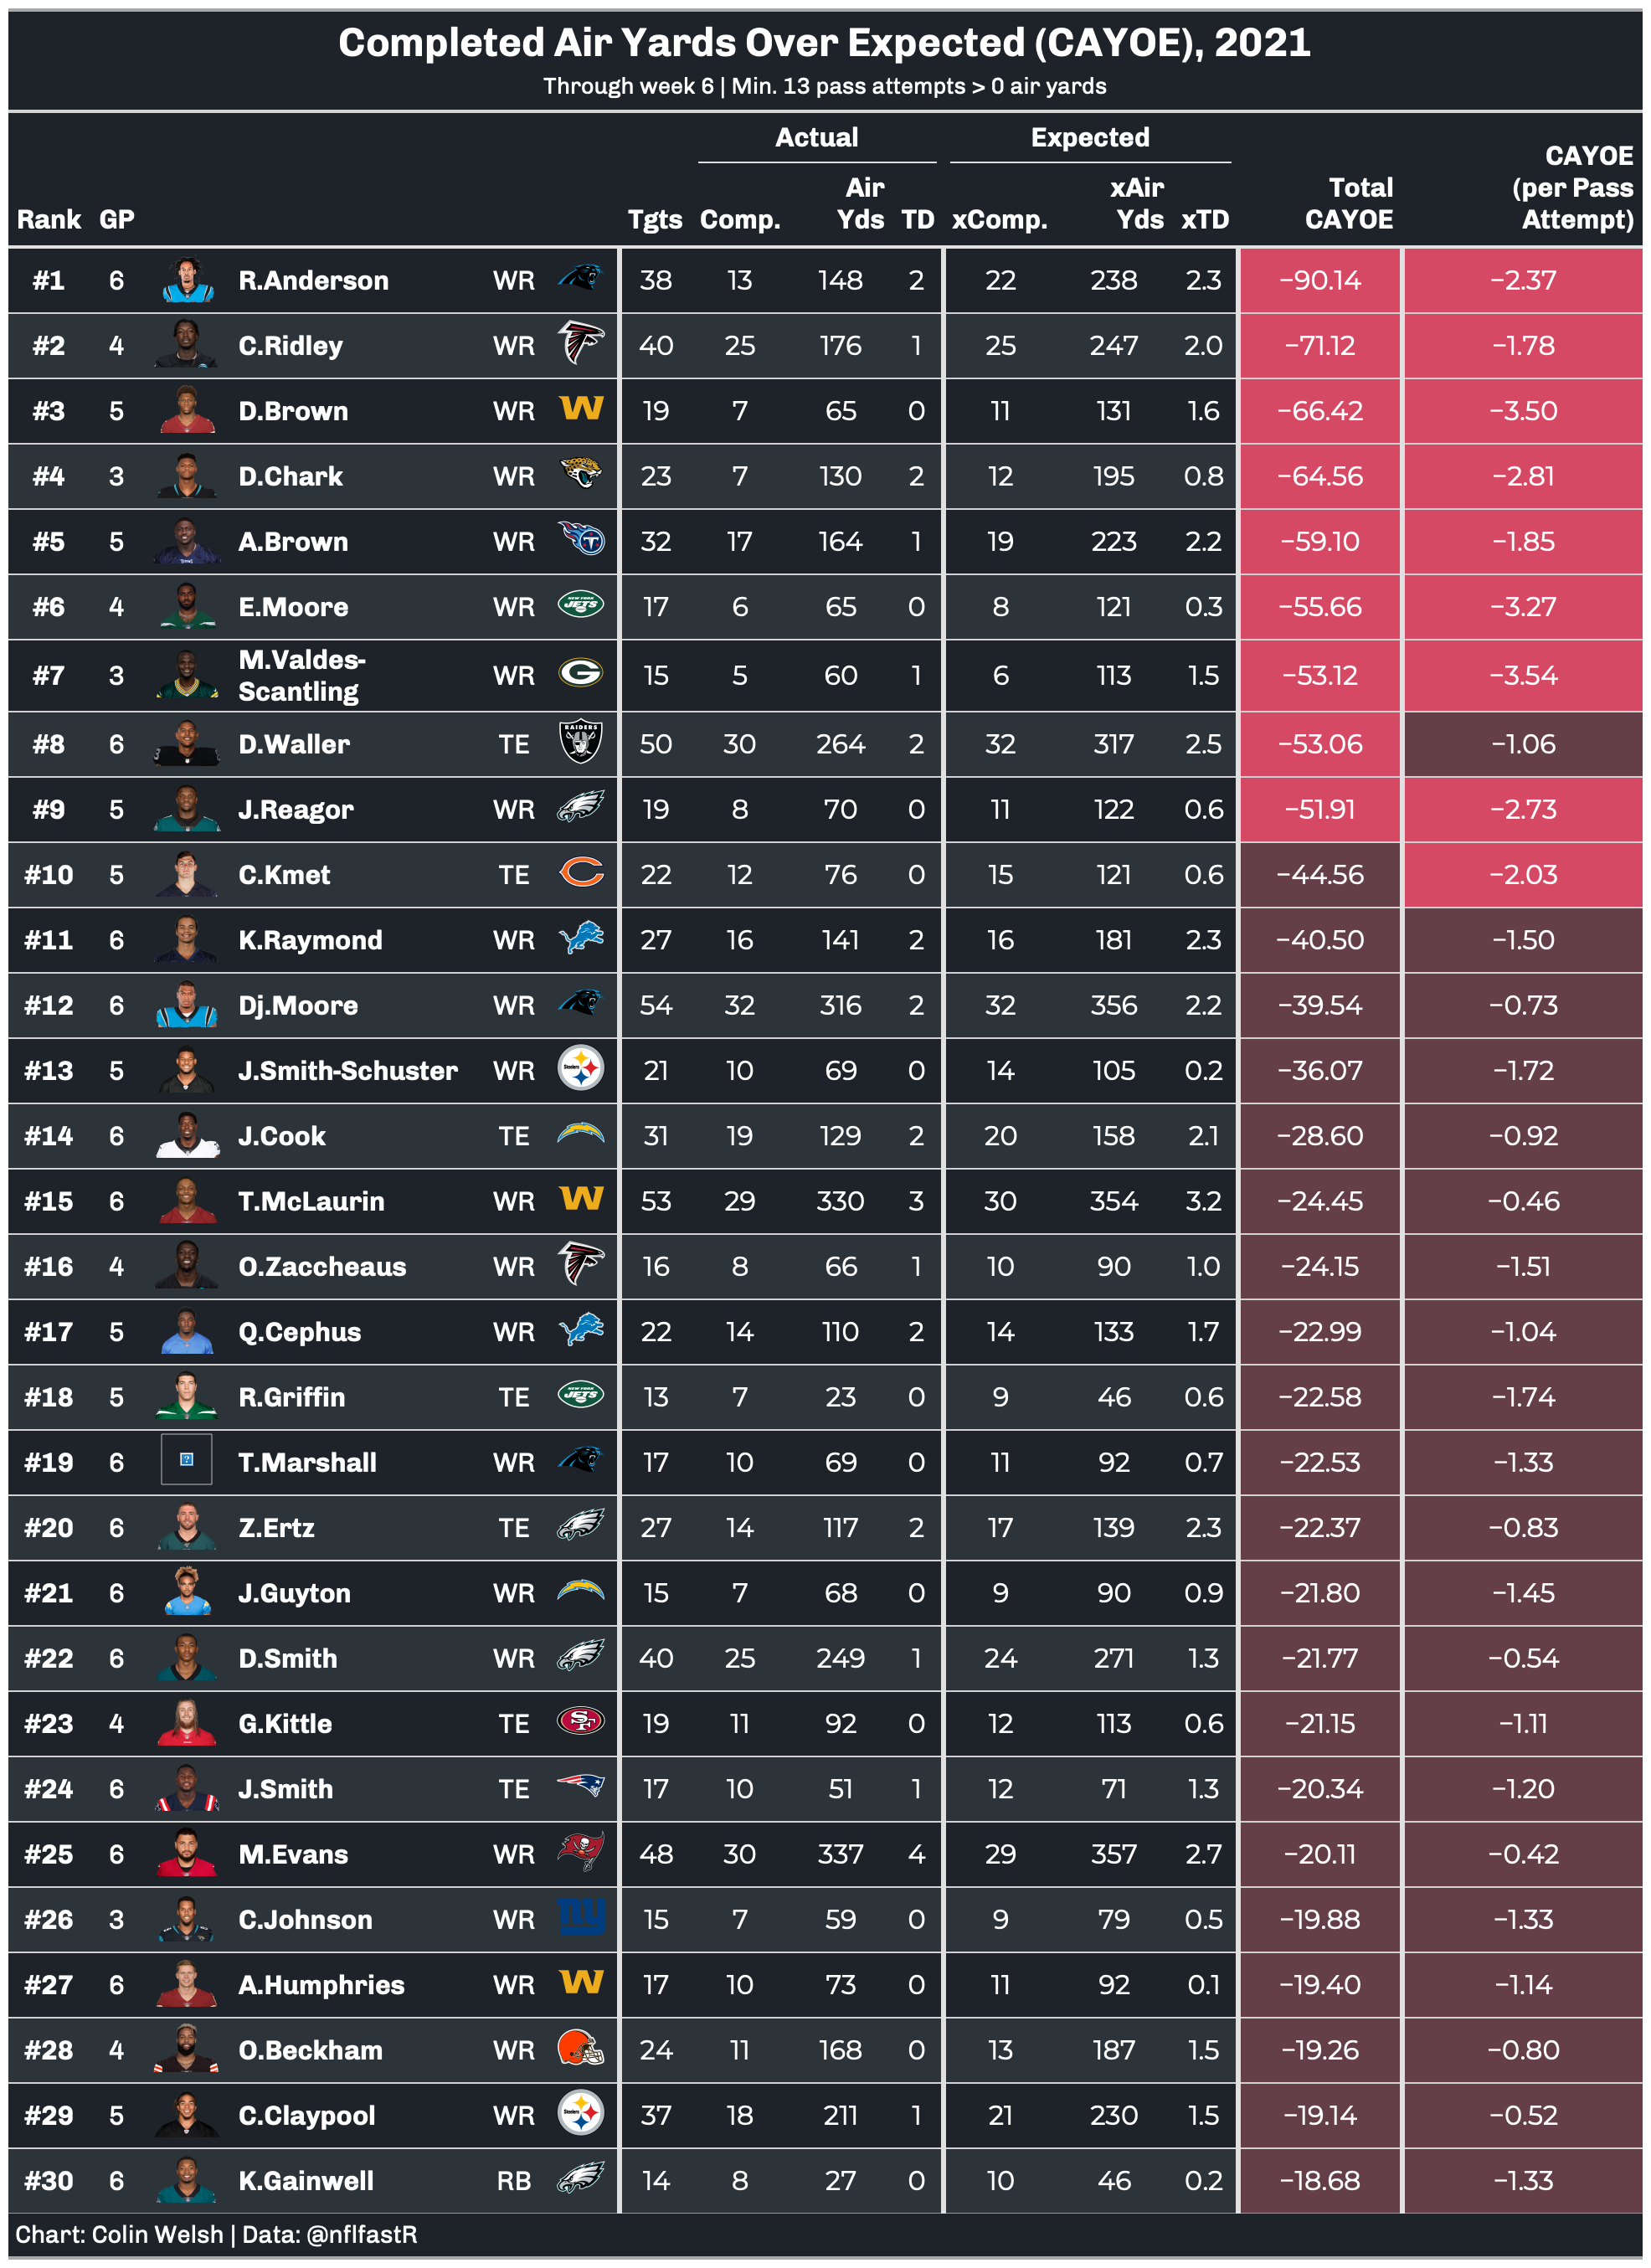 Completed Air Yards Over Expected (CAYOE), 2021
Through week 6 | Min. 13 pass attempts > 0 air yards
Actual Expected
Rank GP Tgts Comp. Air Yds TD xComp. xAir Yds xTD Total CAYOE CAYOE (per Pass Attempt)
#1 6 R.Anderson WR 38 13 148 2 22 238 2.3 −90.14 −2.37
#2 4 C.Ridley WR 40 25 176 1 25 247 2.0 −71.12 −1.78
#3 5 D.Brown WR W 19 7 65 0 11 131 1.6 −66.42 −3.50
#4 3 D.Chark WR 23 7 130 2 12 195 0.8 −64.56 −2.81
#5 5 A.Brown WR T 32 17 164 1 19 223 2.2 −59.10 −1.85
#6 4 E.Moore WR NEW YORK JETS 17 6 65 0 8 121 0.3 −55.66 −3.27
#7 3 M.Valdes-Scantling WR G 15 5 60 1 6 113 1.5 −53.12 −3.54
#8 6 D.Waller TE RAIDERS 50 30 264 2 32 317 2.5 −53.06 −1.06
#9 5 J.Reagor WR 19 8 70 0 11 122 0.6 −51.91 −2.73
#10 5 C.Kmet TE C 22 12 76 0 15 121 0.6 −44.56 −2.03
#11 6 K.Raymond WR 27 16 141 2 16 181 2.3 −40.50 −1.50
#12 6 Dj.Moore WR 54 32 316 2 32 356 2.2 −39.54 −0.73
#13 5 J.Smith-Schuster WR Steelers 21 10 69 0 14 105 0.2 −36.07 −1.72
#14 6 J.Cook TE 31 19 129 2 20 158 2.1 −28.60 −0.92
#15 6 T.McLaurin WR W 53 29 330 3 30 354 3.2 −24.45 −0.46
#16 4 O.Zaccheaus WR 16 8 66 1 10 90 1.0 −24.15 −1.51
#17 5 Q.Cephus WR 22 14 110 2 14 133 1.7 −22.99 −1.04
#18 5 R.Griffin TE NEW YORK JETS 13 7 23 0 9 46 0.6 −22.58 −1.74
#19 6 ? T.Marshall WR 17 10 69 0 11 92 0.7 −22.53 −1.33
#20 6 Z.Ertz TE 27 14 117 2 17 139 2.3 −22.37 −0.83
#21 6 J.Guyton WR 15 7 68 0 9 90 0.9 −21.80 −1.45
#22 6 D.Smith WR 40 25 249 1 24 271 1.3 −21.77 −0.54
#23 4 G.Kittle TE SF 19 11 92 0 12 113 0.6 −21.15 −1.11
#24 6 J.Smith TE 17 10 51 1 12 71 1.3 −20.34 −1.20
#25 6 M.Evans WR 48 30 337 4 29 357 2.7 −20.11 −0.42
#26 3 C.Johnson WR ny 15 7 59 0 9 79 0.5 −19.88 −1.33
#27 6 A.Humphries WR W 17 10 73 0 11 92 0.1 −19.40 −1.14
#28 4 O.Beckham WR 24 11 168 0 13 187 1.5 −19.26 −0.80
#29 5 C.Claypool WR Steelers 37 18 211 1 21 230 1.5 −19.14 −0.52
#30 6 K.Gainwell RB 14 8 27 0 10 46 0.2 −18.68 −1.33
Chart: Colin Welsh | Data: @nflfastR